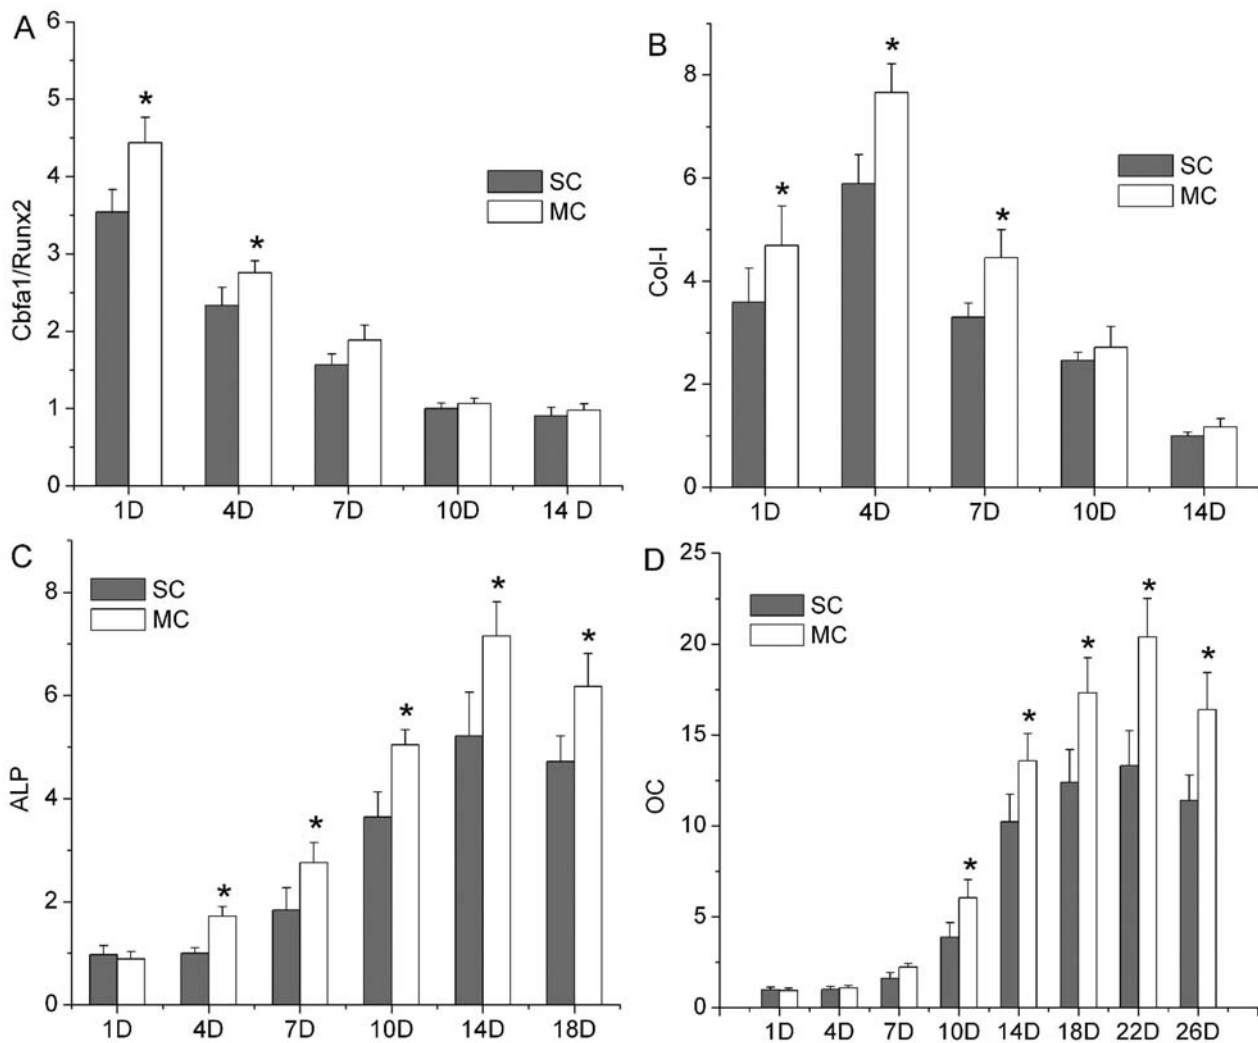 A
Cbfa1/Runx2
6
5
4
3
2
1
0
*
*
SC
MC
1D 4D 7D 10D 14 D
B
Col-I
8
6
4
2
0
*
*
*
SC
MC
1D 4D 7D 10D 14D
C
ALP
8
6
4
2
0
SC
MC
*
*
*
*
*
1D 4D 7D 10D 14D 18D
D
OC
25
20
15
10
5
0
SC
MC
*
*
*
*
*
1D 4D 7D 10D 14D 18D 22D 26D